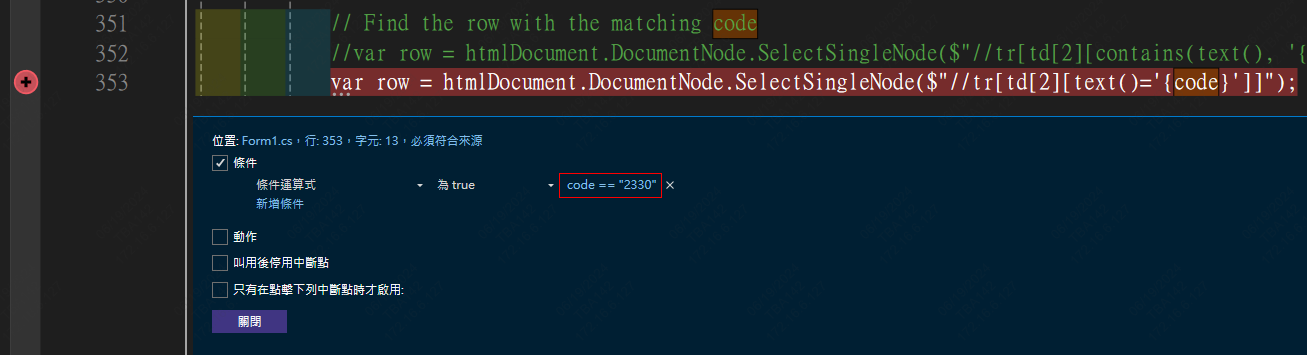 351 // Find the row with the matching code
352 //var row = htmlDocument.DocumentNode.SelectSingleNode($"//tr[td[2][contains(text(), '{
353 var row = htmlDocument.DocumentNode.SelectSingleNode($"//tr[td[2][text()='{code}']]");
位置: Form1.cs，行: 353，字元: 13，必須符合來源
條件
條件運算式 為 true code == "2330"
新增條件
動作
叫用後停用中斷點
只有在點擊下列中斷點時才啟用:
關閉